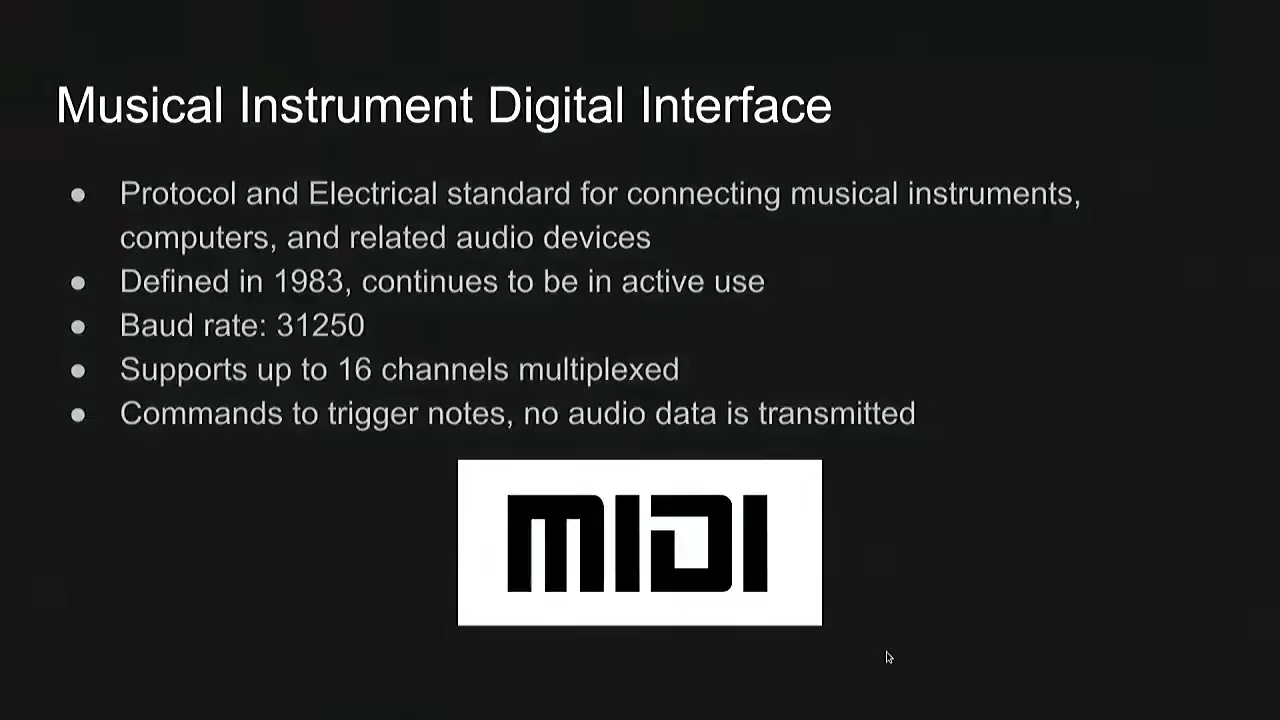 Musical Instrument Digital Interface
● Protocol and Electrical standard for connecting musical instruments,
computers, and related audio devices
● Defined in 1983, continues to be in active use
● Baud rate: 31250
● Supports up to 16 channels multiplexed
● Commands to trigger notes, no audio data is transmitted
MIDI